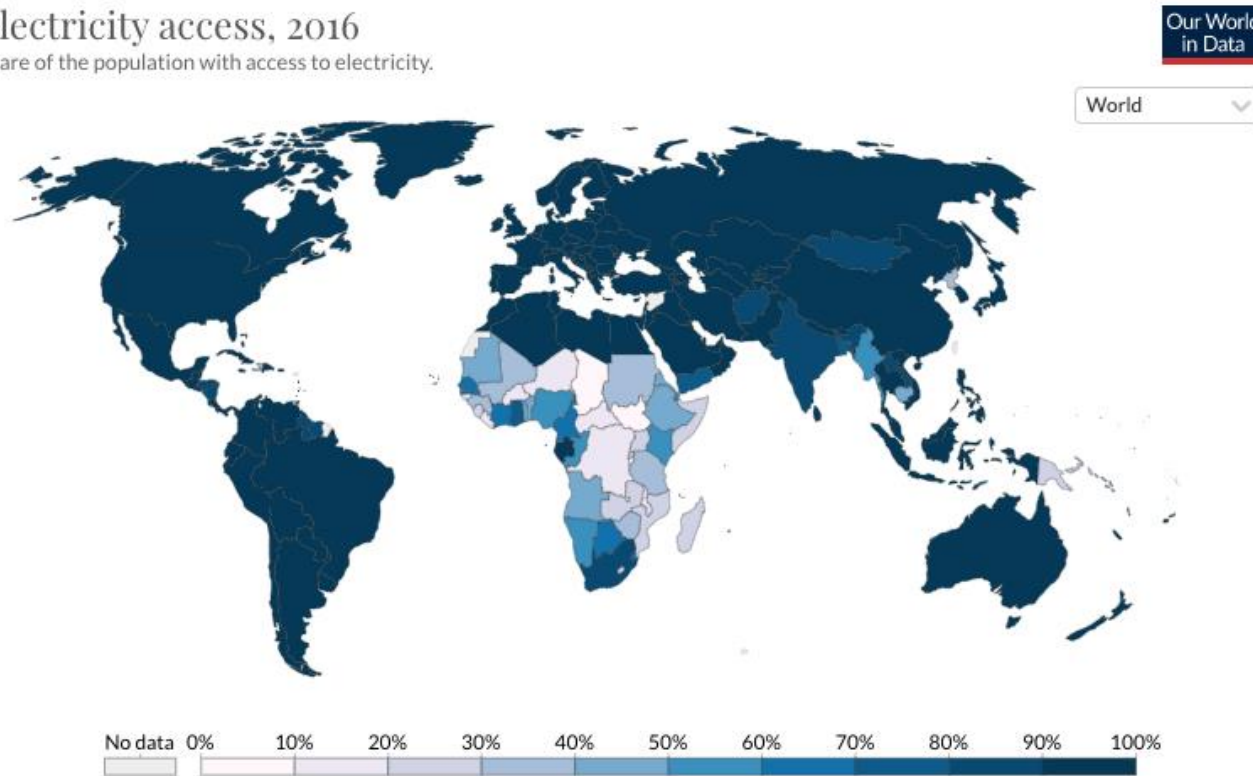 lectricity access, 2016
are of the population with access to electricity.
Our World
in Data
World
No data 0% 10% 20% 30% 40% 50% 60% 70% 80% 90% 100%